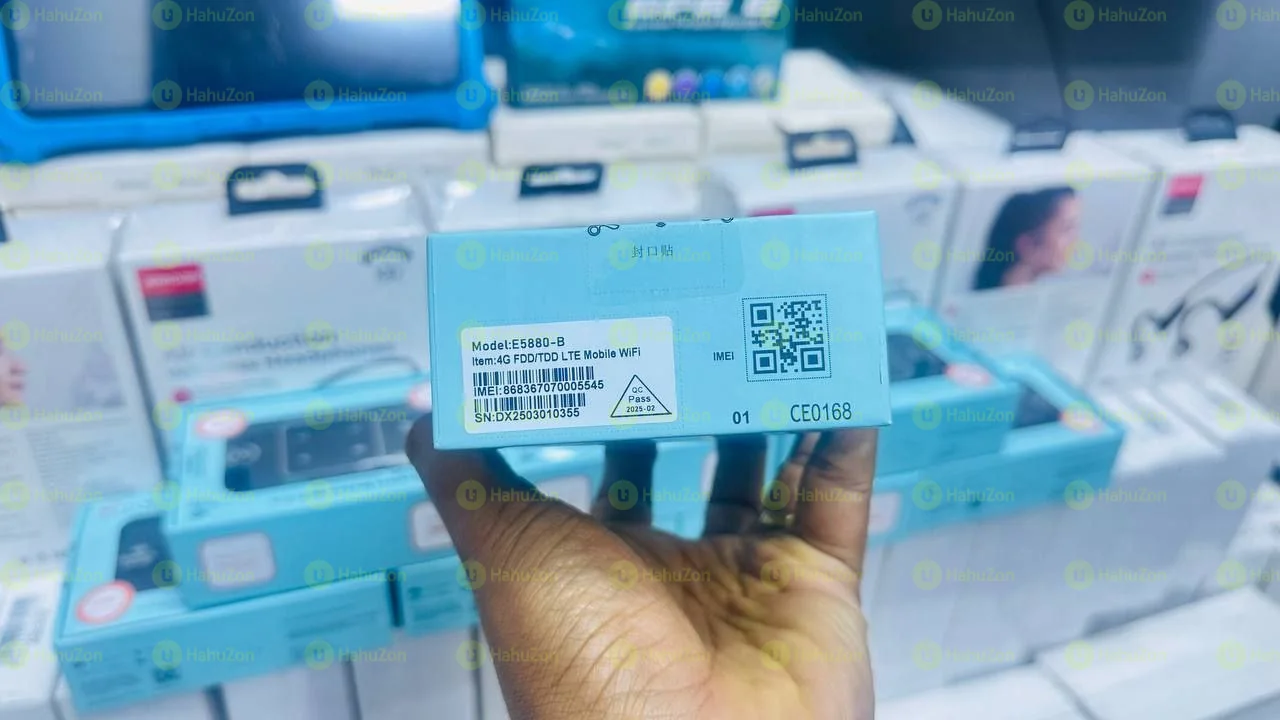 HahuZon
封口贴
Model:E5880-B
Item:4G FDD/TDD LTE Mobile WiFi
IMEI:868367070005545
SN:DX2503010355
QC
Pass
2025-02
IMEI
01 CE0168